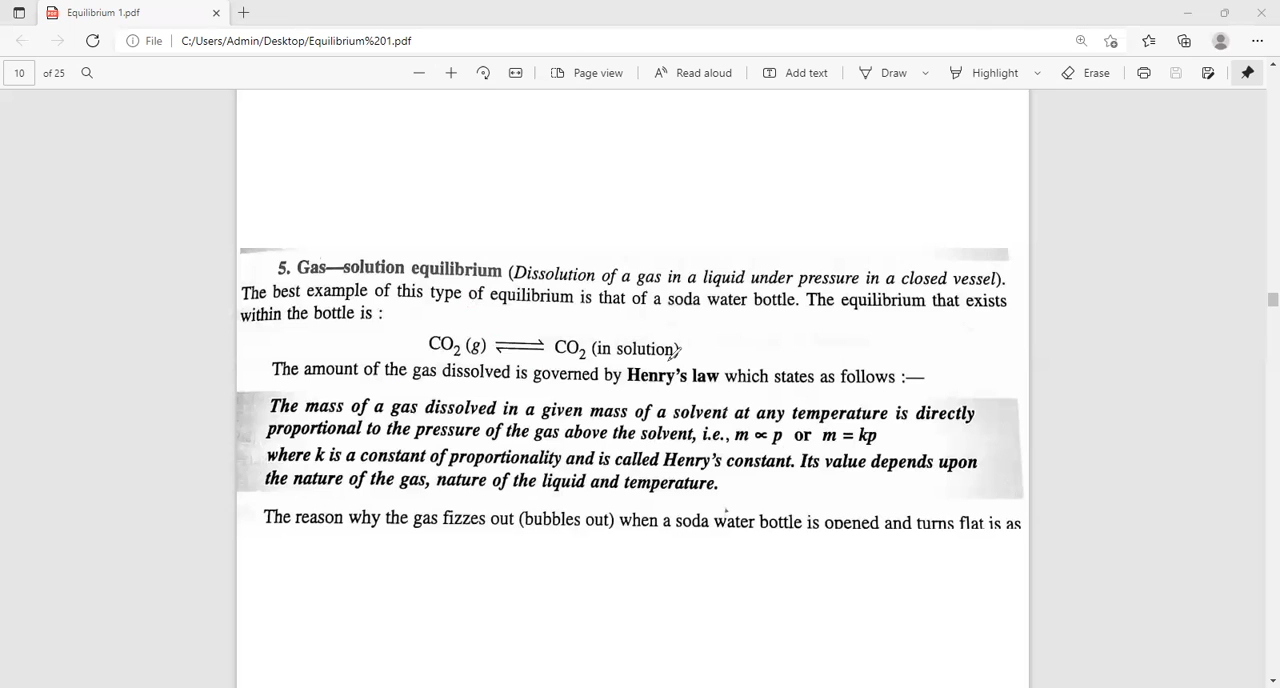 Equilibrium 1.pdf
File | C:/Users/Admin/Desktop/Equilibrium%201.pdf
10 of 25 Page view Read aloud Add text Draw Highlight Erase
5. Gas—solution equilibrium (Dissolution of a gas in a liquid under pressure in a closed vessel).
The best example of this type of equilibrium is that of a soda water bottle. The equilibrium that exists
within the bottle is :
CO₂ (g) ⇌ CO₂ (in solution)
The amount of the gas dissolved is governed by Henry's law which states as follows :—
The mass of a gas dissolved in a given mass of a solvent at any temperature is directly
proportional to the pressure of the gas above the solvent, i.e., m ∝ p or m = kp
where k is a constant of proportionality and is called Henry's constant. Its value depends upon
the nature of the gas, nature of the liquid and temperature.
The reason why the gas fizzes out (bubbles out) when a soda water bottle is opened and turns flat is as